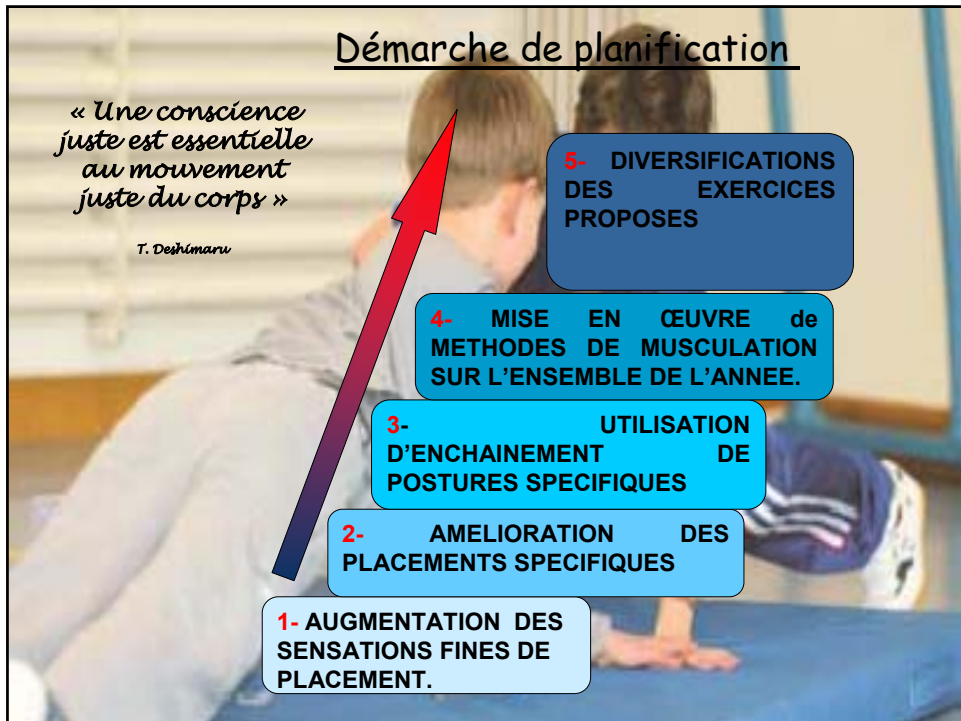 Démarche de planification
« Une conscience
juste est essentielle
au mouvement
juste du corps »
T. Deshimaru
5- DIVERSIFICATIONS
DES EXERCICES
PROPOSES
4- MISE EN ŒUVRE de
METHODES DE MUSCULATION
SUR L'ENSEMBLE DE L'ANNEE.
3- UTILISATION
D'ENCHAINEMENT DE
POSTURES SPECIFIQUES
2- AMELIORATION DES
PLACEMENTS SPECIFIQUES
1- AUGMENTATION DES
SENSATIONS FINES DE
PLACEMENT.